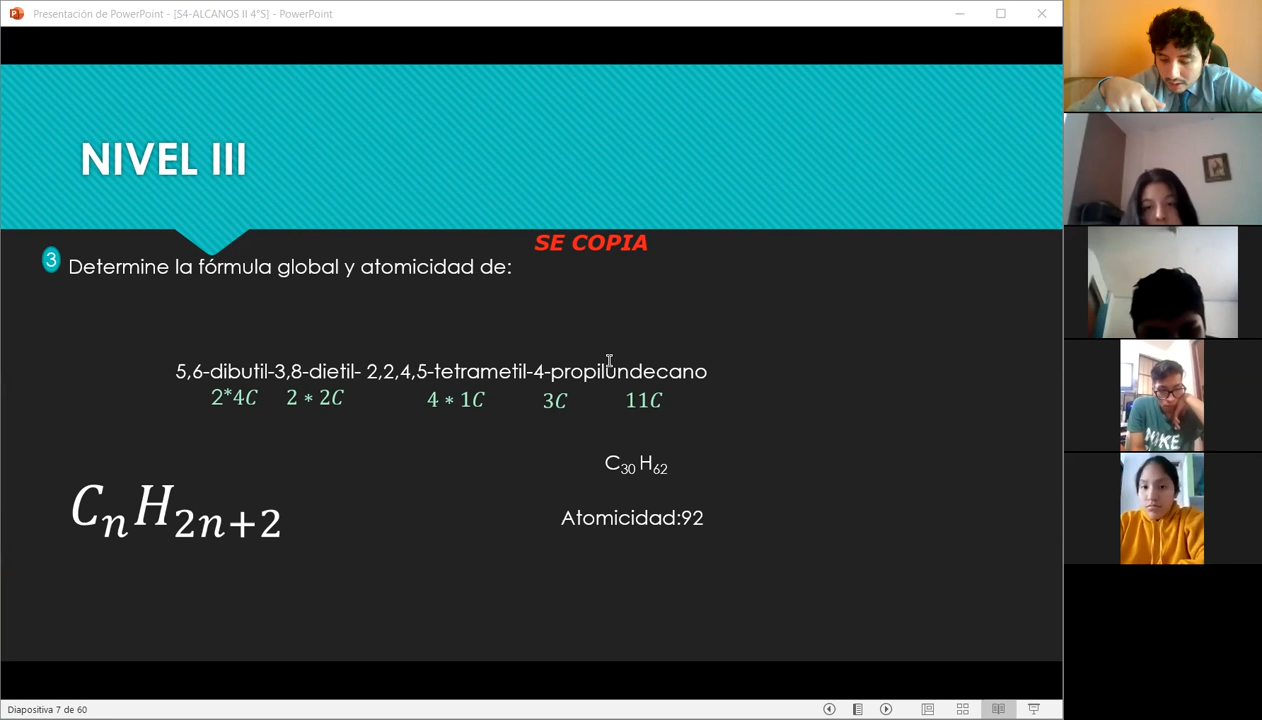 Presentación de PowerPoint - [S4-ALCANOS II 4°S] - PowerPoint
NIVEL III
SE COPIA
3 Determine la fórmula global y atomicidad de:
5,6-dibutil-3,8-dietil- 2,2,4,5-tetrametil-4-propilundecano
2*4C 2 * 2C 4 * 1C 3C 11C
C30 H62
CnH2n+2
Atomicidad:92
NIKE
Diapositiva 7 de 60